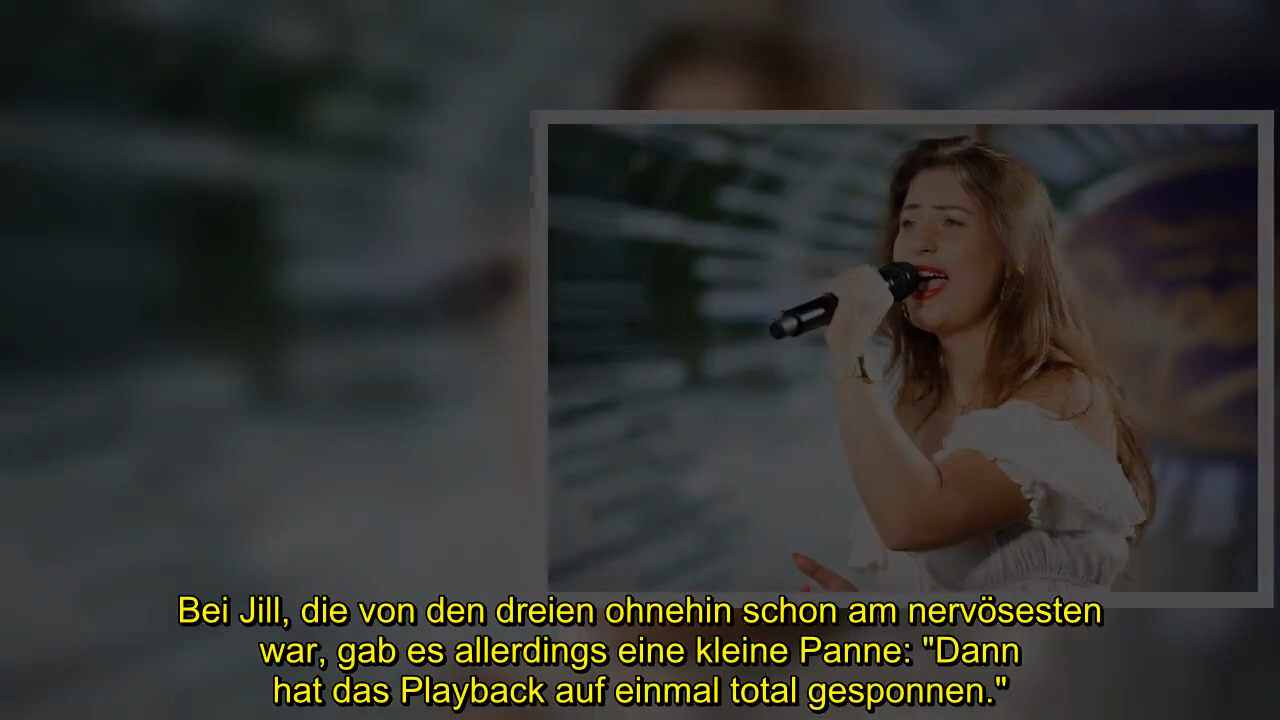 Bei Jill, die von den dreien ohnehin schon am nervösesten
war, gab es allerdings eine kleine Panne: "Dann
hat das Playback auf einmal total gesponnen."